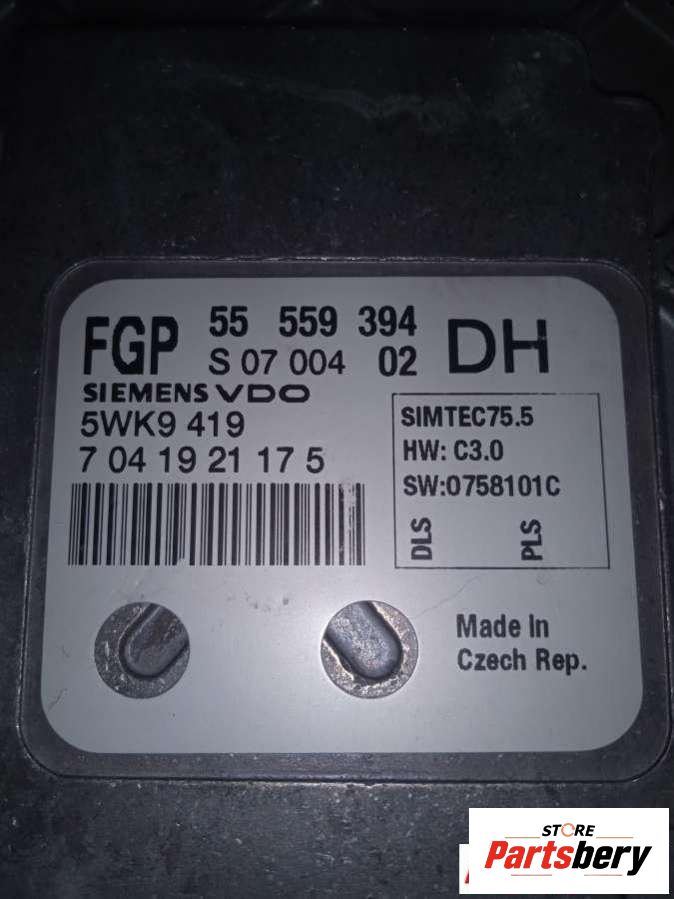 FGP 55 559 394 DH
S 07 004 02
SIEMENS VDO
5WK9 419
7 04 19 21 17 5
SIMTEC75.5
HW: C3.0
SW:0758101C
DLS PLS
Made In
Czech Rep.
STORE
Partsbery